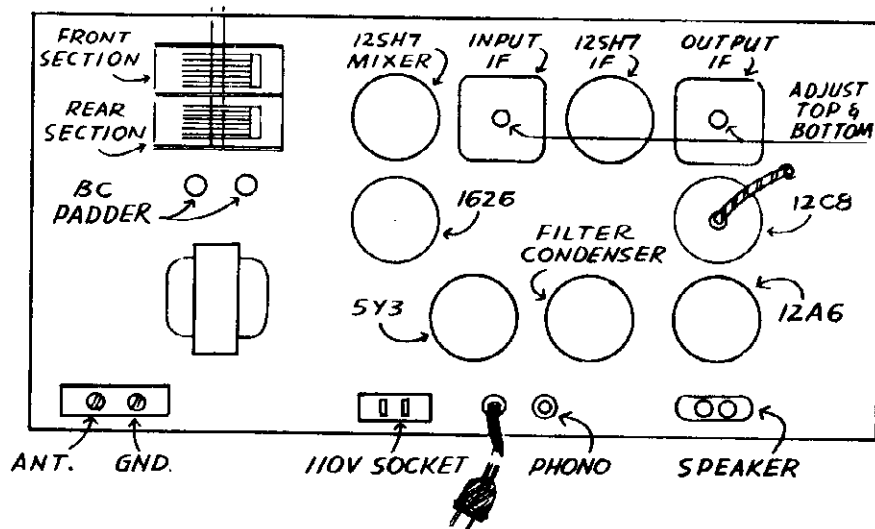 FRONT
SECTION
REAR
SECTION
BC
PADDER
12SH7
MIXER
INPUT
IF
12SH7
IF
OUTPUT
IF
ADJUST
TOP &
BOTTOM
1626
12C8
FILTER
CONDENSER
5Y3
12A6
ANT.
GND.
110V SOCKET
PHONO
SPEAKER